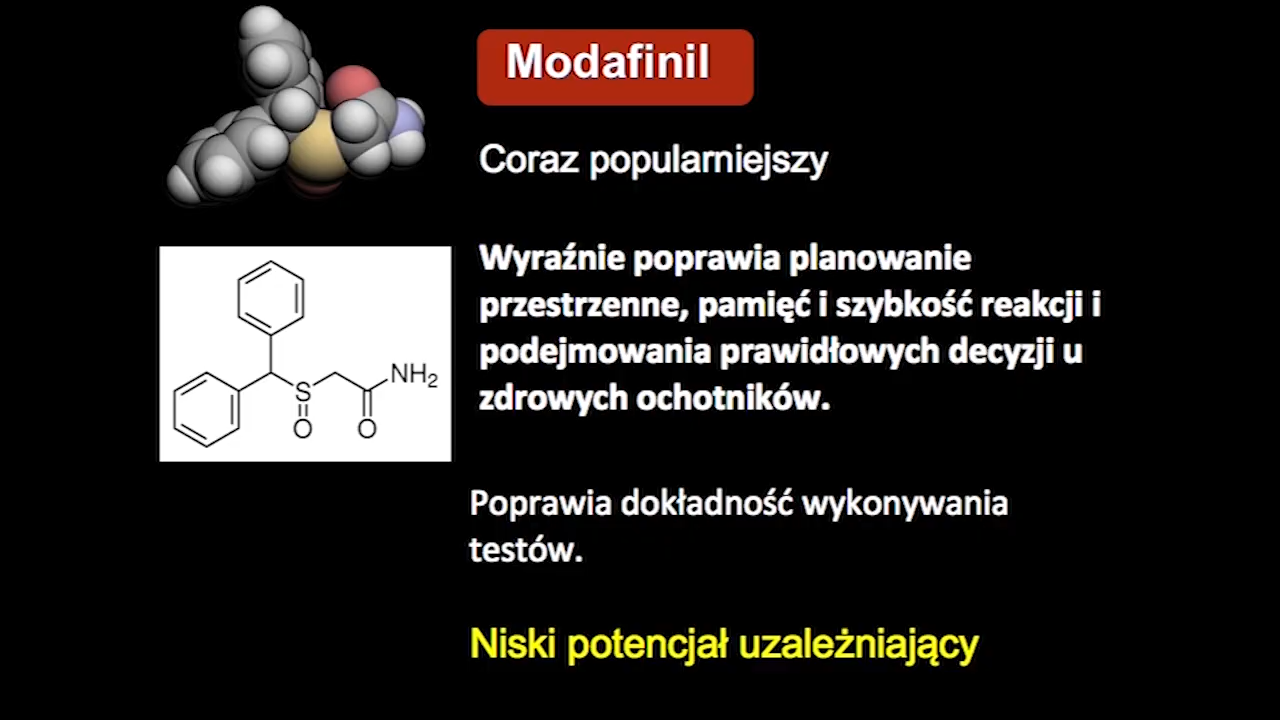 Modafinil
Coraz popularniejszy
Wyraźnie poprawia planowanie
przestrzenne, pamięć i szybkość reakcji i
podejmowania prawidłowych decyzji u
zdrowych ochotników.
NH2
S
O
O
Poprawia dokładność wykonywania
testów.
Niski potencjał uzależniający